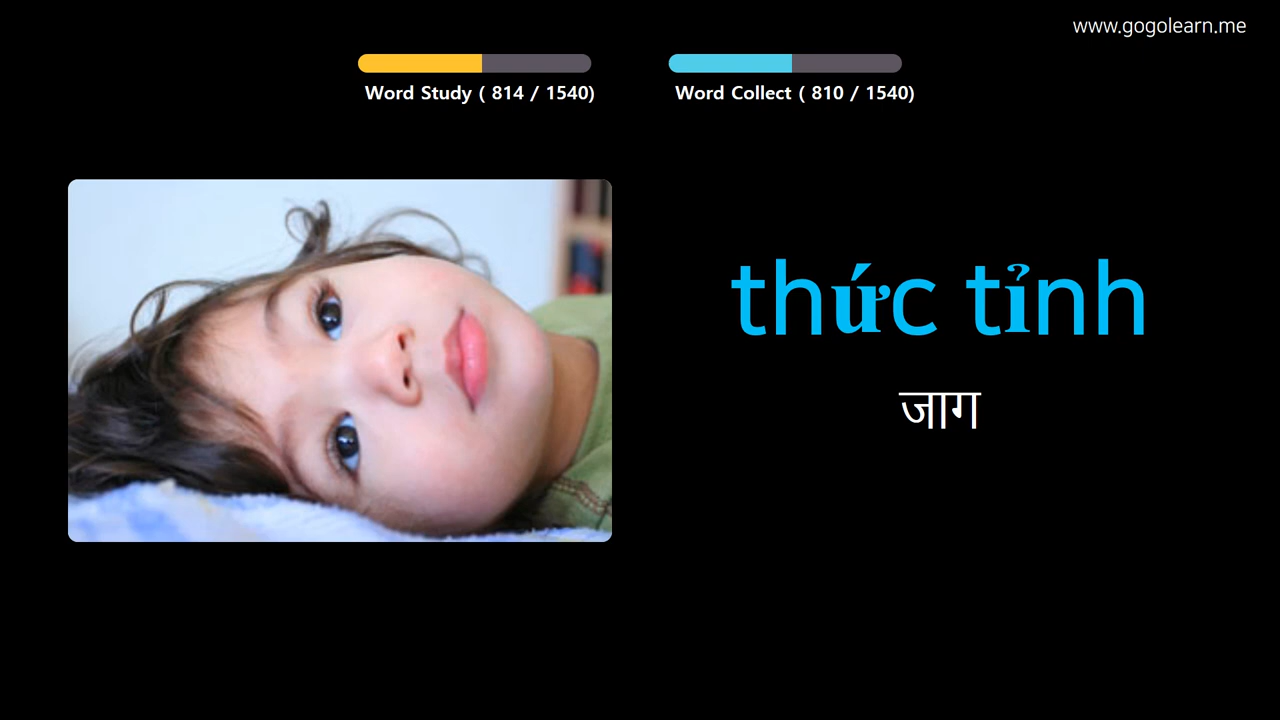 www.gogolearn.me
Word Study ( 814 / 1540)
Word Collect ( 810 / 1540)
thức tỉnh
जाग